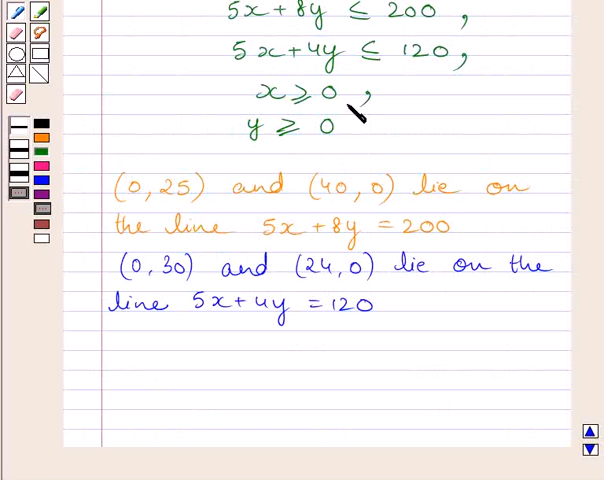 5x+8y ≤ 200,
5x+4y ≤ 120,
x ≥ 0,
y ≥ 0
(0,25) and (40,0) lie on
the line 5x+8y = 200
(0,30) and (24,0) lie on the
line 5x+4y = 120